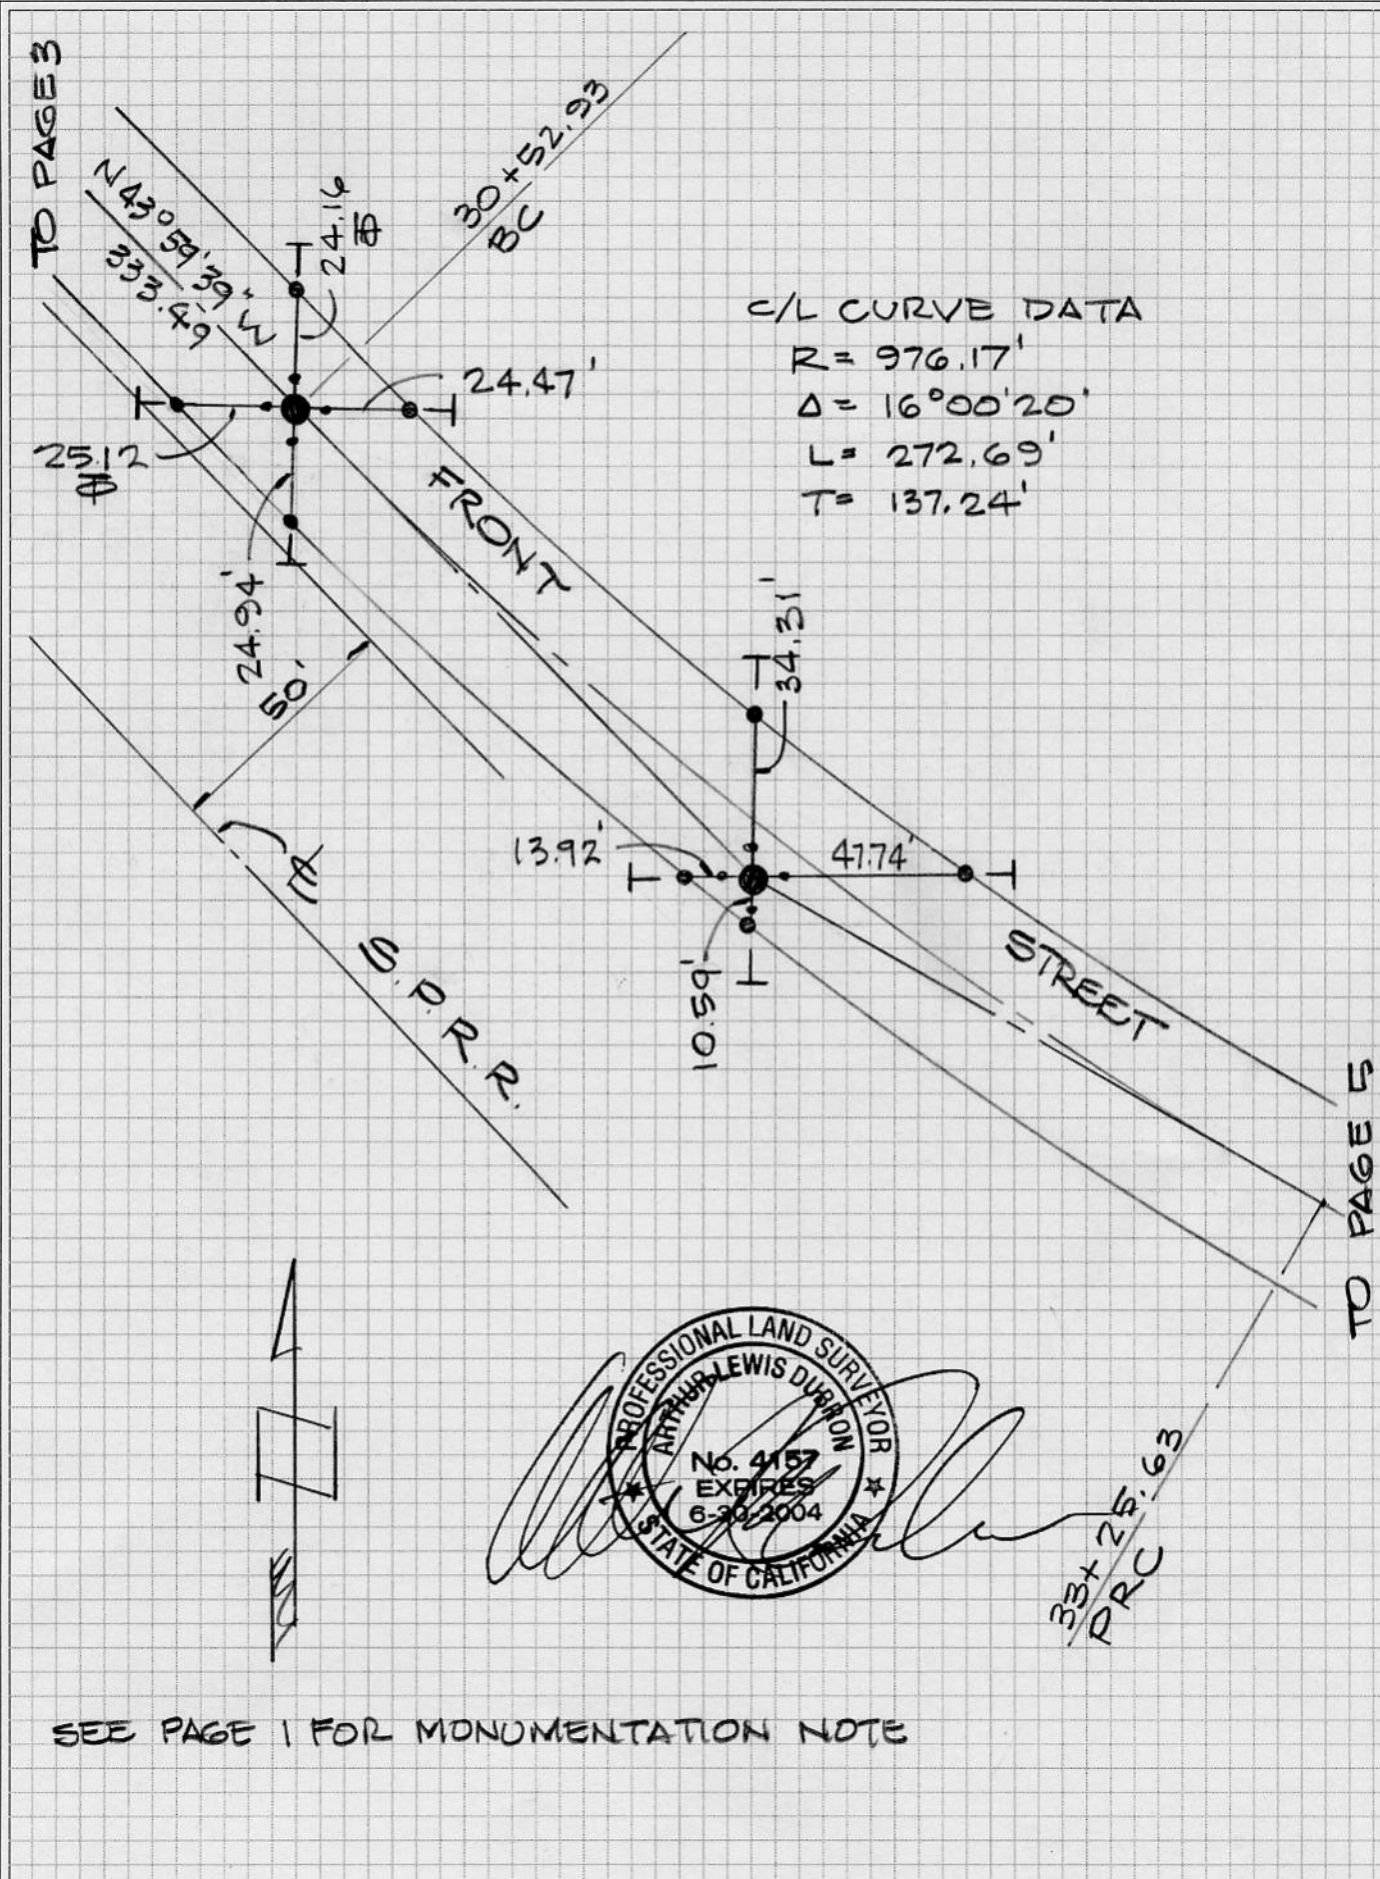 TO PAGE 3
N43°59'39"W
333.49
24.16
30+52.93
BC
24.47'
25.12
24.94'
50'
C/L CURVE DATA
R = 976.17'
Δ = 16°00'20"
L = 272.69'
T = 137.24'
FRONT
34.31'
13.92'
47.74'
10.59'
STREET
S.P.R.R.
TO PAGE 5
33+25.63
PRC
PROFESSIONAL LAND SURVEYOR
ARTHUR LEWIS DUBRON
No. 4157
EXPIRES
6-30-2004
STATE OF CALIFORNIA
SEE PAGE 1 FOR MONUMENTATION NOTE